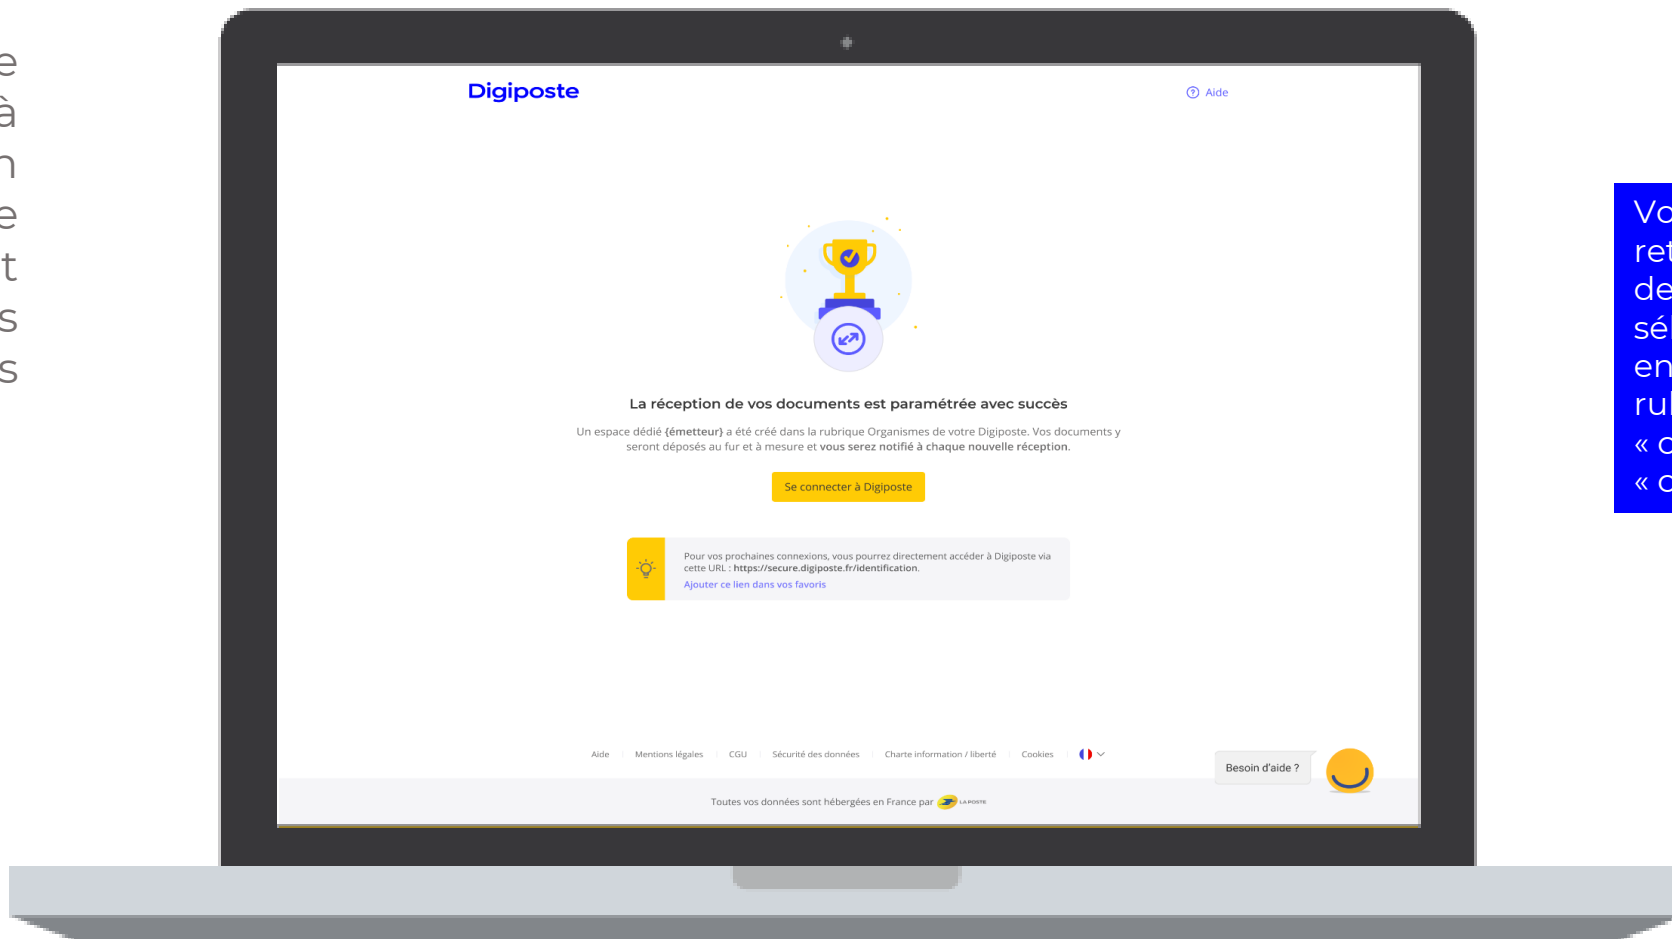 Digiposte
Aide
La réception de vos documents est paramétrée avec succès
Un espace dédié {émetteur} a été créé dans la rubrique Organismes de votre Digiposte. Vos documents y
seront déposés au fur et à mesure et vous serez notifié à chaque nouvelle réception.
Se connecter à Digiposte
Pour vos prochaines connexions, vous pourrez directement accéder à Digiposte via
cette URL : https://secure.digiposte.fr/identification.
Ajouter ce lien dans vos favoris
Aide
Mentions légales
CGU
Sécurité des données
Charte information / liberté
Cookies
Besoin d'aide ?
Toutes vos données sont hébergées en France par
LA POSTE